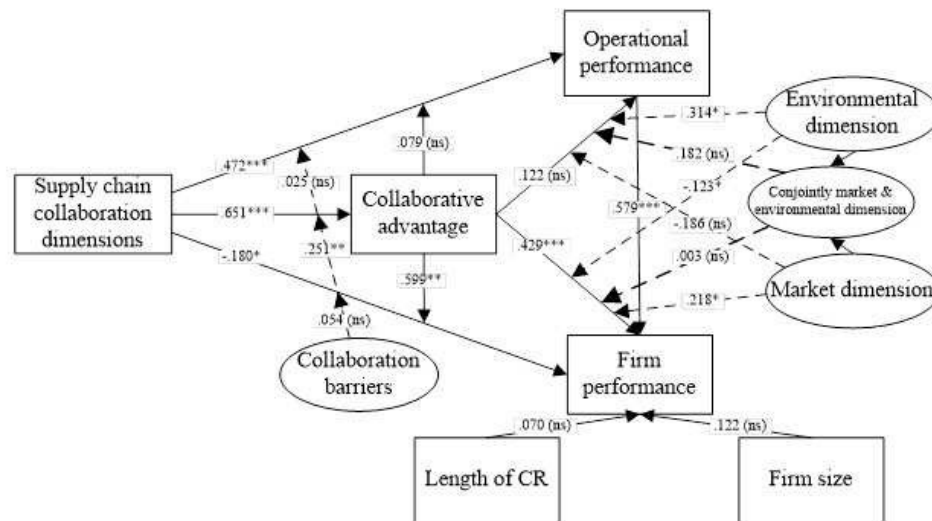 Operational
performance
Environmental
dimension
.314*
.079 (ns)
.182 (ns)
.472***
.025 (ns)
.122 (ns)
-.123*
Supply chain
collaboration
dimensions
.651***
Collaborative
advantage
Conjointly market &
environmental dimension
.579***
-.186 (ns)
.251**
.429***
.003 (ns)
-.180*
.599**
.218*
Market dimension
.054 (ns)
Collaboration
barriers
Firm
performance
.070 (ns)
.122 (ns)
Length of CR
Firm size